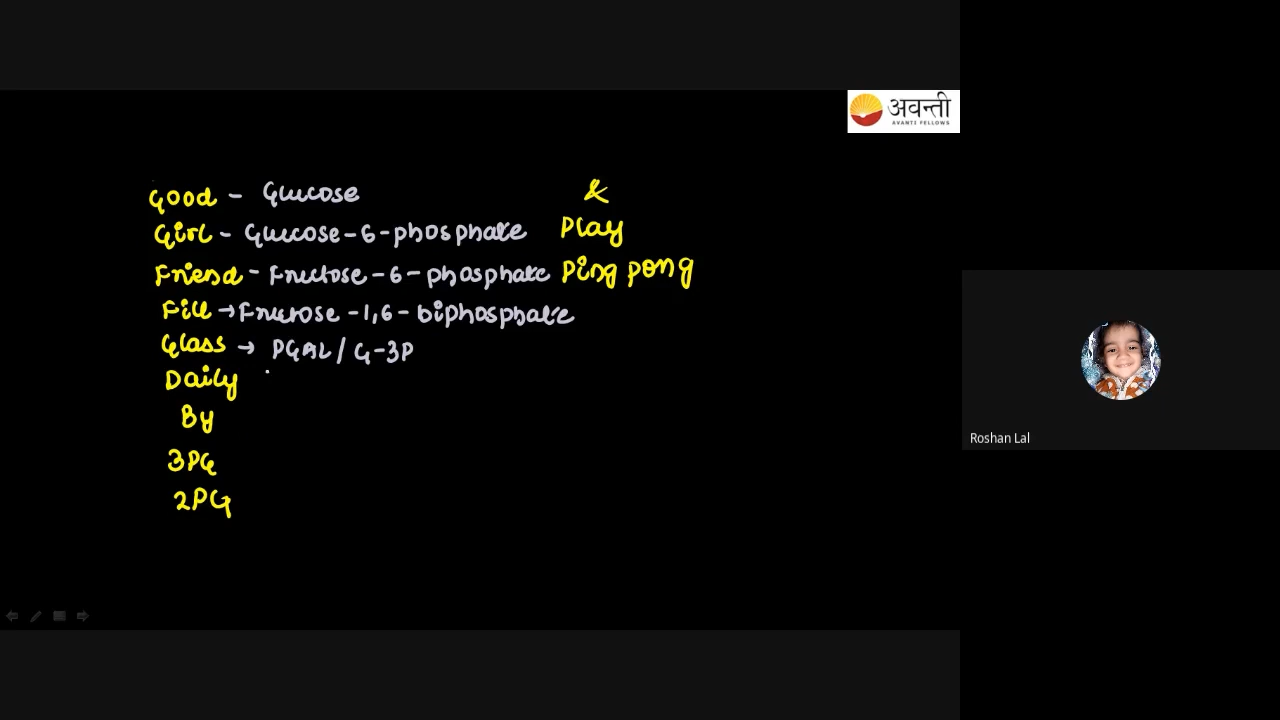 अवन्ती
AVANTI FELLOWS
Good - Glucose
Girl - Glucose-6-phosphate
Friend - Fructose-6-phosphate
Fill → Fructose-1,6-biphosphate
Glass → PGAL/G-3P
Daily
By
3PG
2PG
&
Play
Ping pong
Roshan Lal